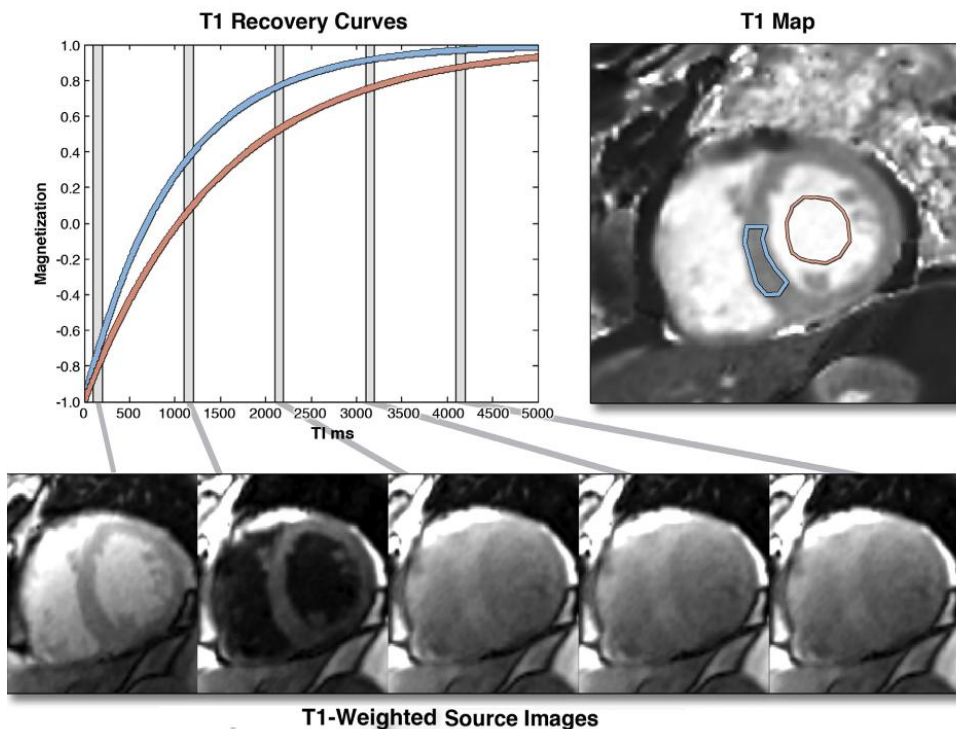 T1 Recovery Curves
T1 Map
1.0
0.8
0.6
0.4
0.2
0.0
-0.2
-0.4
-0.6
-0.8
-1.0
Magnetization
0 500 1000 1500 2000 2500 3000 3500 4000 4500 5000
TI ms
T1-Weighted Source Images